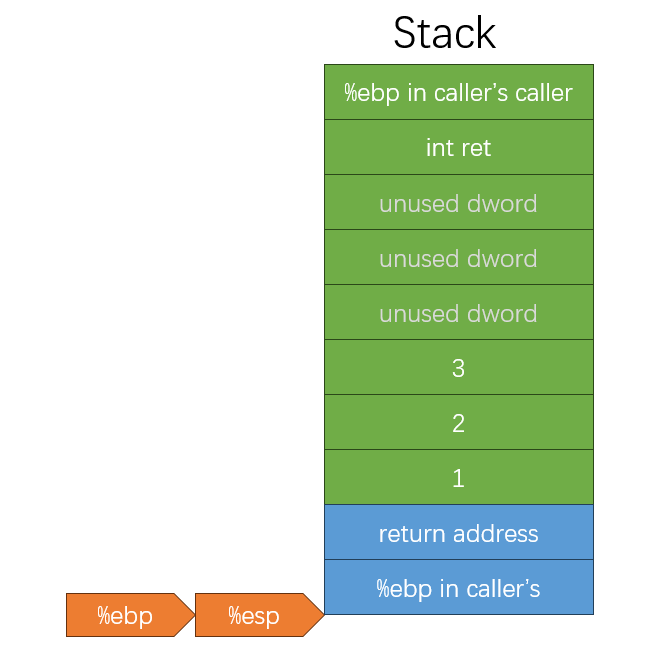 Stack
%ebp in caller’s caller
int ret
unused dword
unused dword
unused dword
3
2
1
return address
%ebp in caller’s
%ebp
%esp